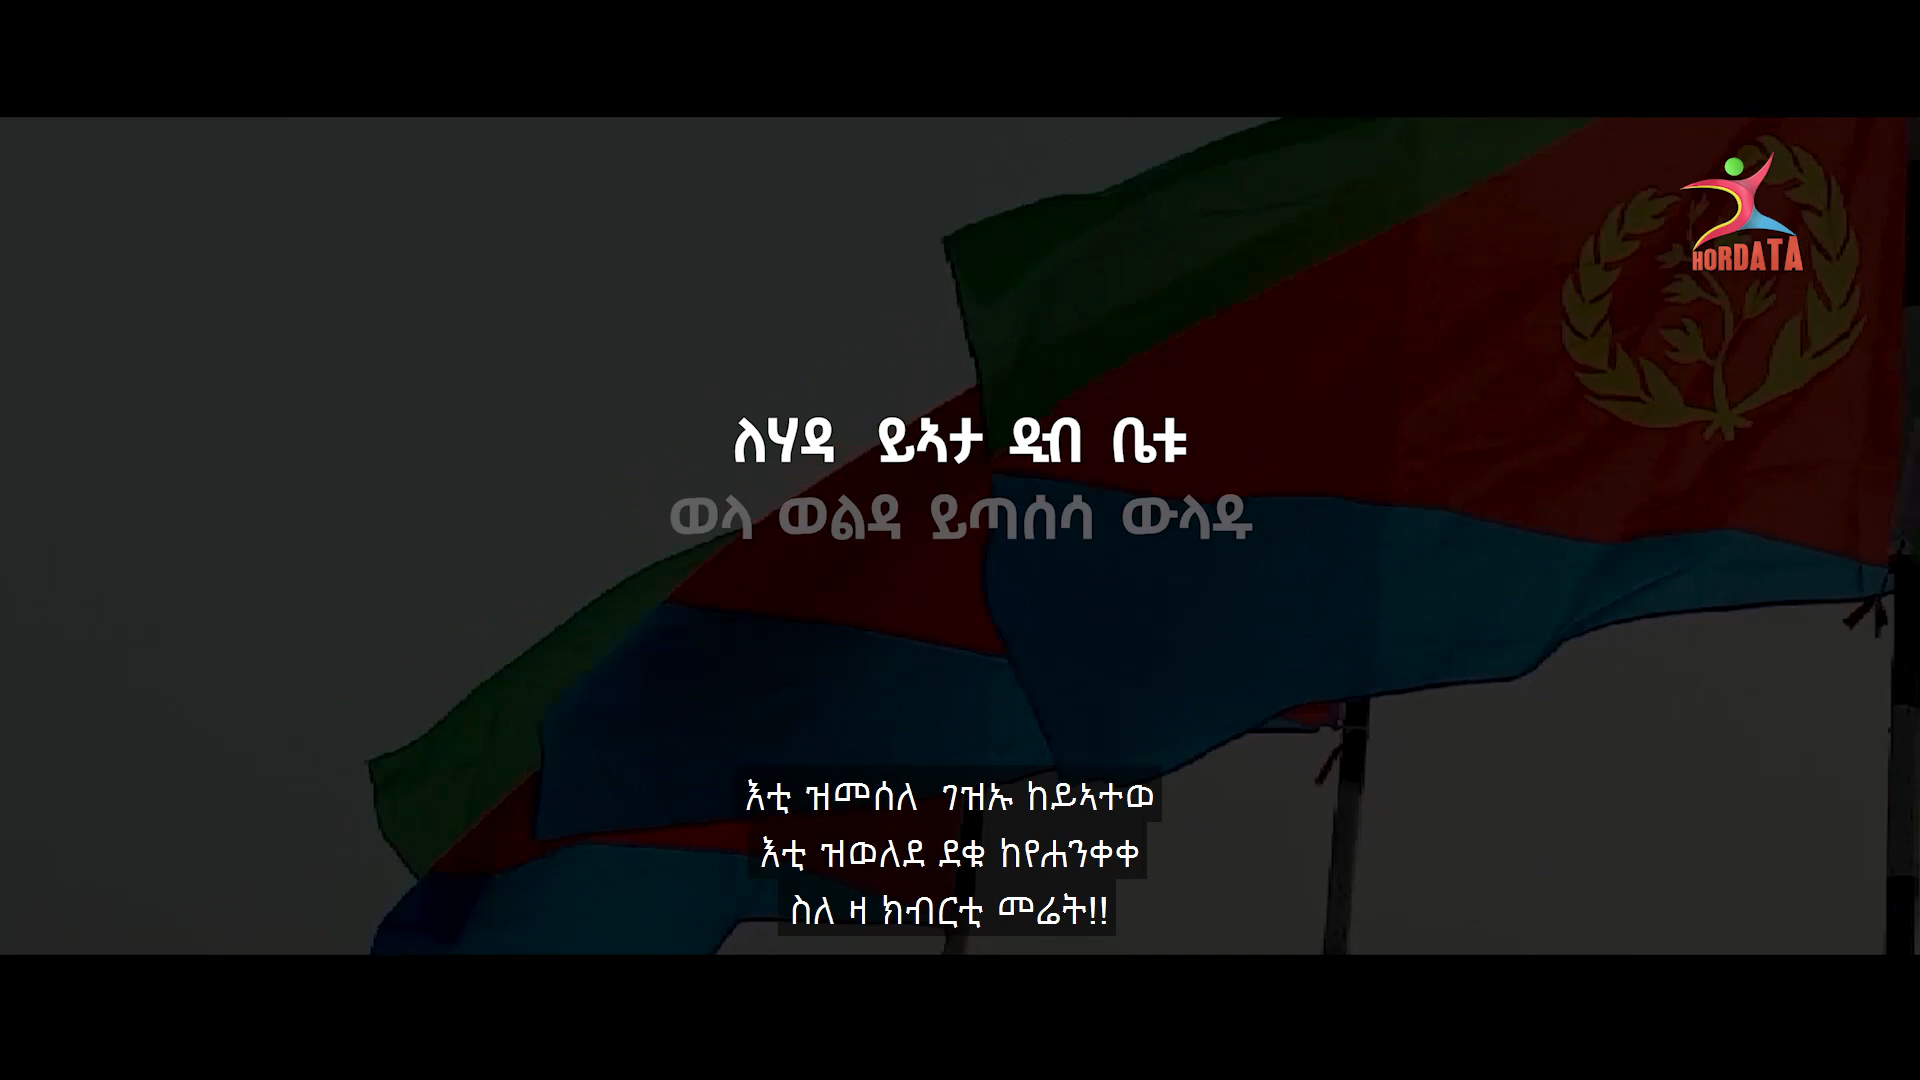 HORDATA
ለሃዳ ይኣታ ዲብ ቤቱ
ወላ ወልዳ ይጣሰሳ ውላዱ
እቲ ዝመሰለ ገዝኡ ከይኣተወ
እቲ ዝወለደ ደቁ ከየሐንቀቀ
ስለ ዛ ክብርቲ መሬት!!